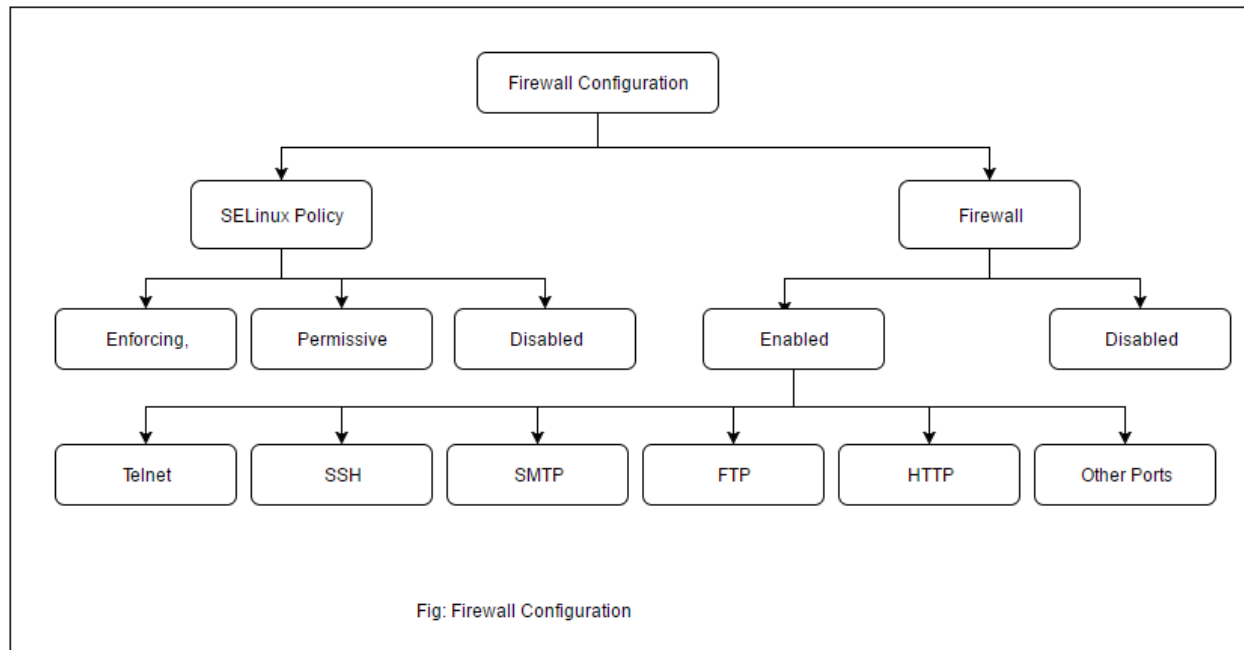 Firewall Configuration
SELinux Policy
Firewall
Enforcing,
Permissive
Disabled
Enabled
Disabled
Telnet
SSH
SMTP
FTP
HTTP
Other Ports
Fig: Firewall Configuration